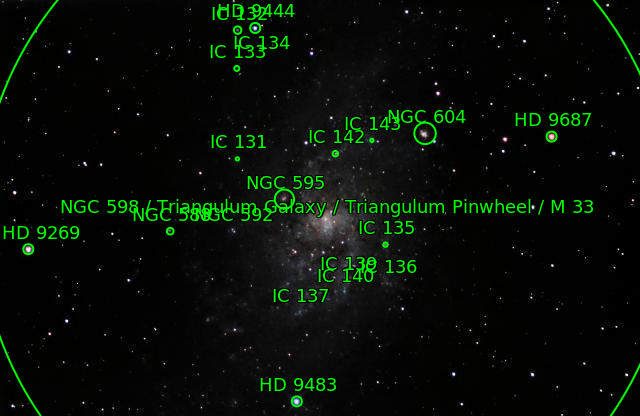 HD 9444
IC 132
IC 134
IC 133
NGC 604
HD 9687
IC 143
IC 142
IC 131
NGC 595
NGC 598 / Triangulum Galaxy / Triangulum Pinwheel / M 33
NGC 592
IC 135
HD 9269
IC 139
IC 136
IC 140
IC 137
HD 9483